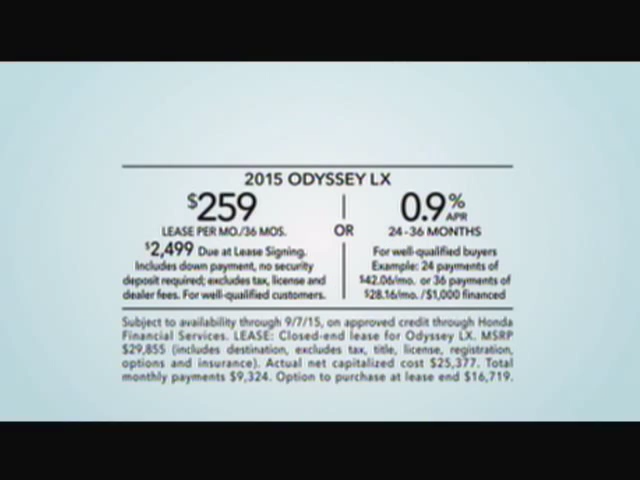 2015 ODYSSEY LX
$259
LEASE PER MO./36 MOS.
$2,499 Due at Lease Signing.
Includes down payment, no security
deposit required; excludes tax, license and
dealer fees. For well-qualified customers.
OR
0.9% APR
24-36 MONTHS
For well-qualified buyers
Example: 24 payments of
$42.06/mo. or 36 payments of
$28.16/mo./$1,000 financed
Subject to availability through 9/7/15, on approved credit through Honda
Financial Services. LEASE: Closed-end lease for Odyssey LX. MSRP
$29,855 (includes destination, excludes tax, title, license, registration,
options and insurance). Actual net capitalized cost $25,377. Total
monthly payments $9,324. Option to purchase at lease end $16,719.